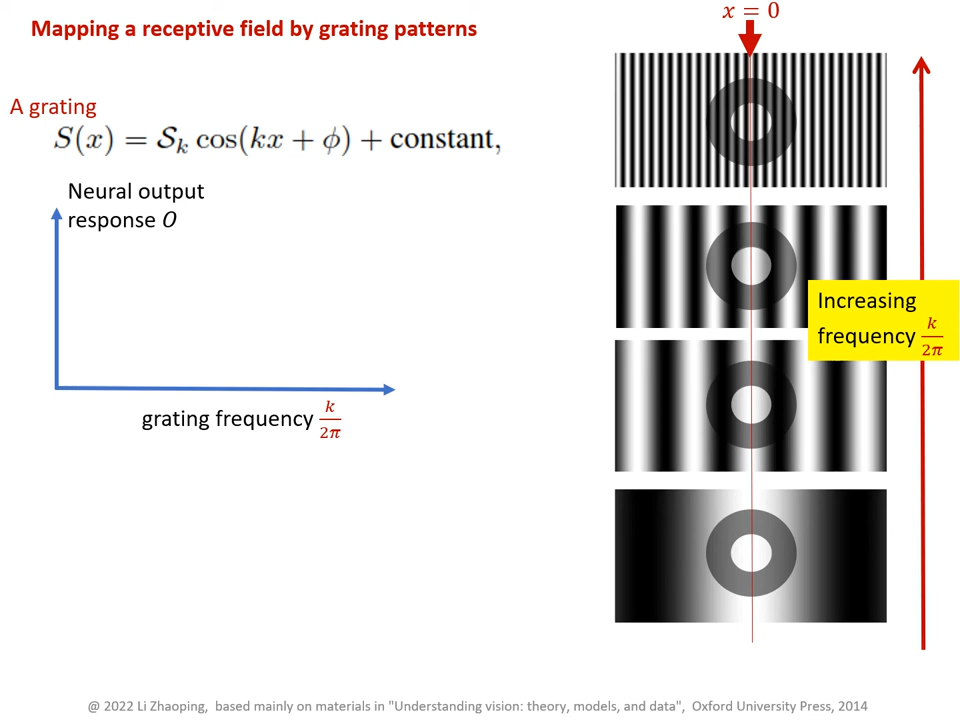 Mapping a receptive field by grating patterns
x = 0
A grating
S(x) = 𝒮ₖ cos(kx + ϕ) + constant,
Neural output
response O
grating frequency k/2π
Increasing
frequency k/2π
@ 2022 Li Zhaoping, based mainly on materials in "Understanding vision: theory, models, and data", Oxford University Press, 2014